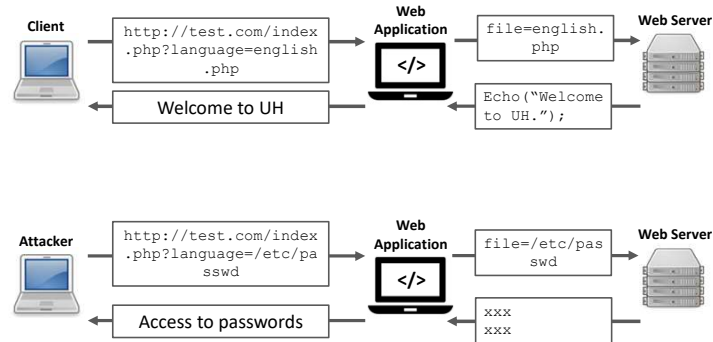 Client
http://test.com/index
.php?language=english
.php
Web
Application
</>
file=english.
php
Web Server
Welcome to UH
Echo(“Welcome
to UH.”);
Attacker
http://test.com/index
.php?language=/etc/pa
sswd
Web
Application
</>
file=/etc/pas
swd
Web Server
Access to passwords
xxx
xxx